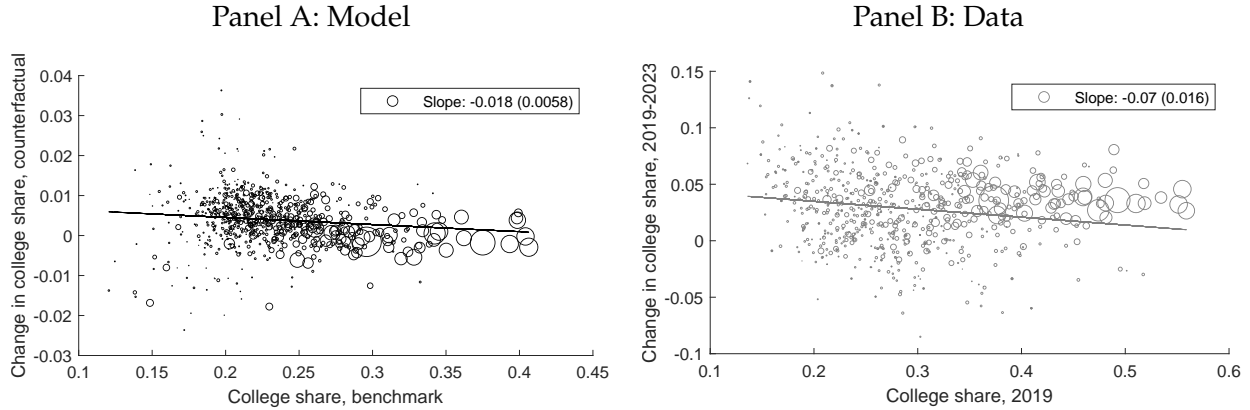 Panel A: Model
Change in college share, counterfactual
0.04
0.03
0.02
0.01
0
-0.01
-0.02
-0.03
Slope: -0.018 (0.0058)
0.1 0.15 0.2 0.25 0.3 0.35 0.4 0.45
College share, benchmark
Panel B: Data
Change in college share, 2019-2023
0.15
0.1
0.05
0
-0.05
-0.1
Slope: -0.07 (0.016)
0.1 0.2 0.3 0.4 0.5 0.6
College share, 2019